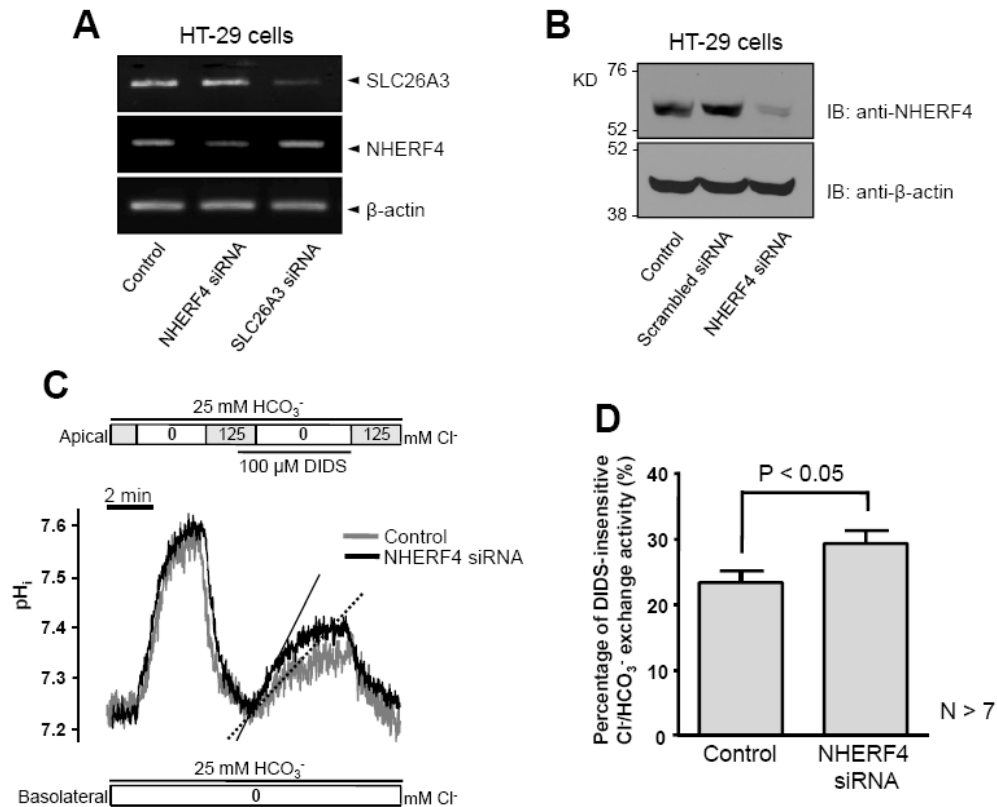 A
HT-29 cells
SLC26A3
NHERF4
β-actin
Control
NHERF4 siRNA
SLC26A3 siRNA
B
HT-29 cells
KD
76
52
52
38
IB: anti-NHERF4
IB: anti-β-actin
Control
Scrambled siRNA
NHERF4 siRNA
C
25 mM HCO₃⁻
Apical 0 125 0 125 mM Cl⁻
100 µM DIDS
2 min
Control
NHERF4 siRNA
pHᵢ
7.6
7.5
7.4
7.3
7.2
25 mM HCO₃⁻
Basolateral 0 mM Cl⁻
D
Percentage of DIDS-insensitive
Cl⁻/HCO₃⁻ exchange activity (%)
40
30
20
10
0
P < 0.05
Control
NHERF4
siRNA
N > 7